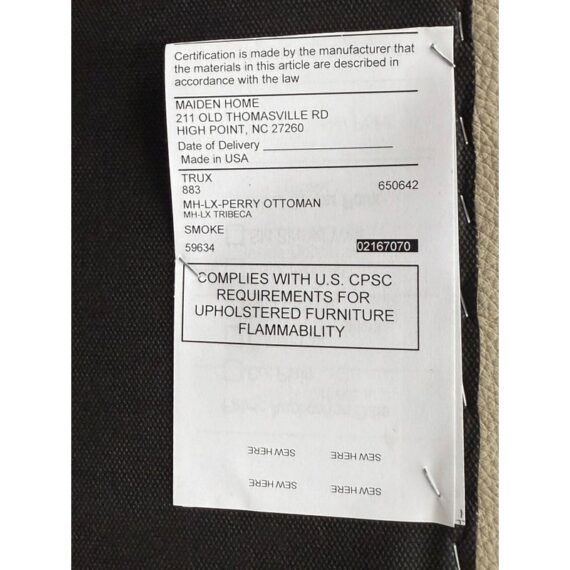 Certification is made by the manufacturer that
the materials in this article are described in
accordance with the law
MAIDEN HOME
211 OLD THOMASVILLE RD
HIGH POINT, NC 27260
Date of Delivery
Made in USA
TRUX
883 650642
MH-LX-PERRY OTTOMAN
MH-LX TRIBECA
SMOKE
59634 02167070
COMPLIES WITH U.S. CPSC
REQUIREMENTS FOR
UPHOLSTERED FURNITURE
FLAMMABILITY
SEW HERE SEW HERE
SEW HERE SEW HERE